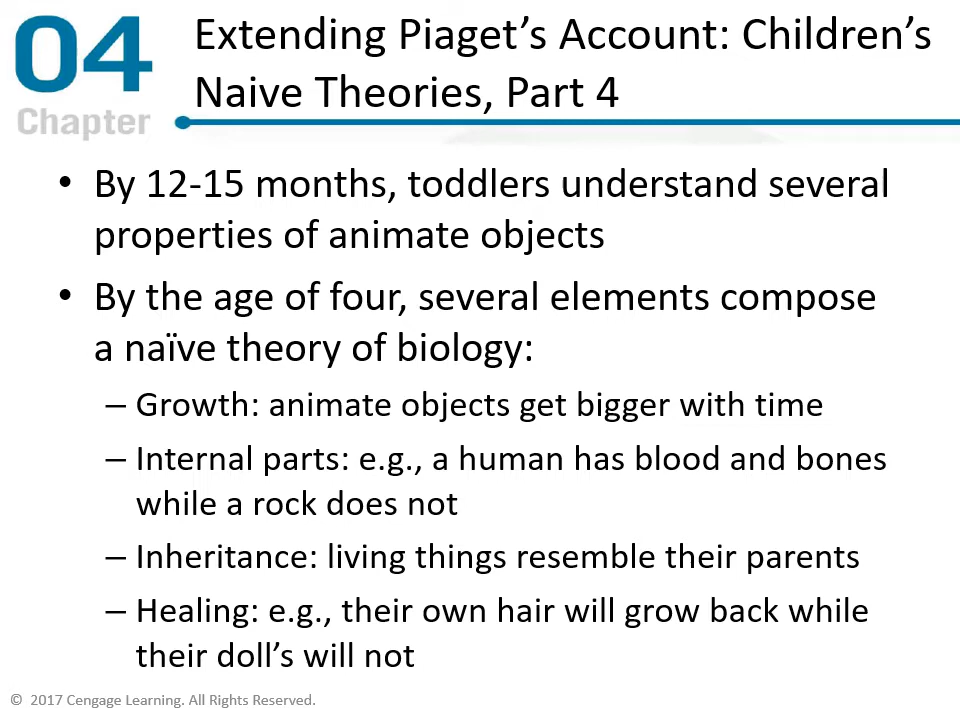 04
Chapter
Extending Piaget’s Account: Children’s
Naive Theories, Part 4
• By 12-15 months, toddlers understand several
properties of animate objects
• By the age of four, several elements compose
a naïve theory of biology:
– Growth: animate objects get bigger with time
– Internal parts: e.g., a human has blood and bones
while a rock does not
– Inheritance: living things resemble their parents
– Healing: e.g., their own hair will grow back while
their doll’s will not
© 2017 Cengage Learning. All Rights Reserved.